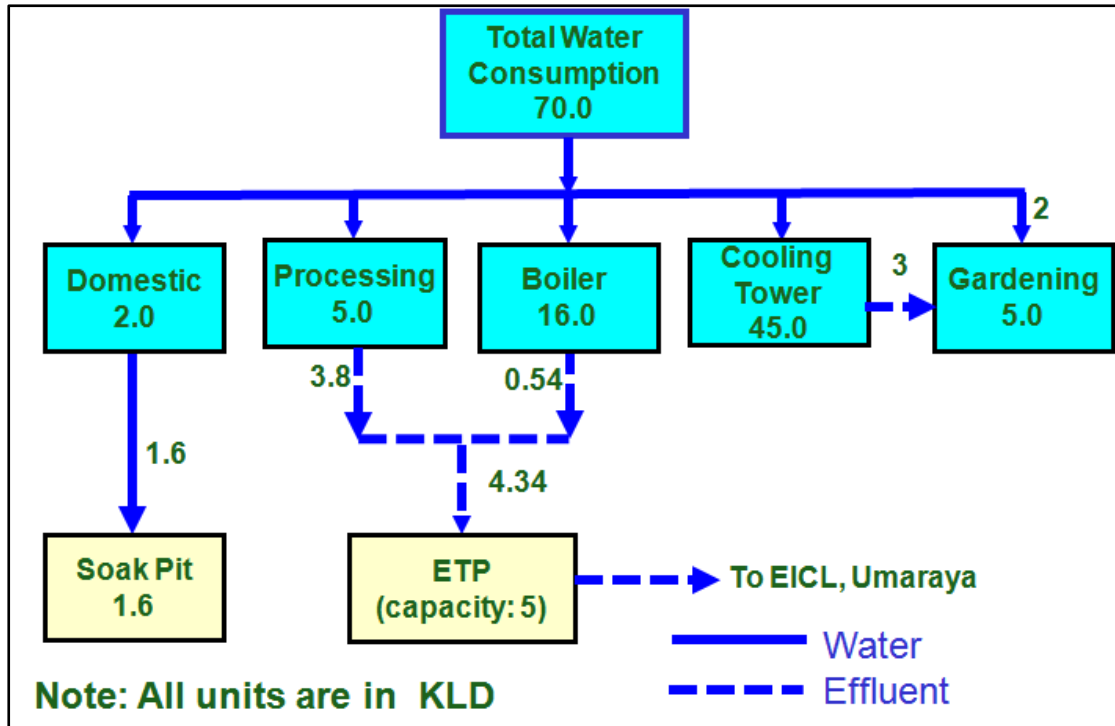 Total Water
Consumption
70.0
2
Domestic
2.0
Processing
5.0
Boiler
16.0
Cooling
Tower
45.0
3
Gardening
5.0
3.8
0.54
1.6
4.34
Soak Pit
1.6
ETP
(capacity: 5)
To EICL, Umaraya
Water
Effluent
Note: All units are in KLD